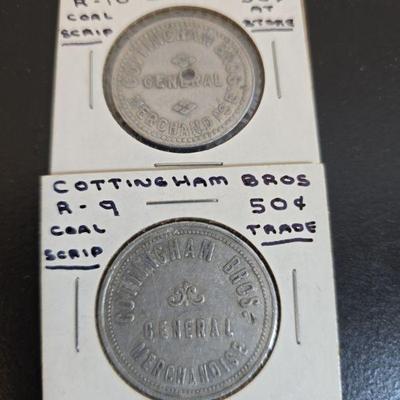 R-10
COAL AT
SCRIP STORE
COTTINGHAM BROS
GENERAL
MERCHANDISE
COTTINGHAM BROS
R-9 50¢
COAL TRADE
SCRIP
COTTINGHAM BROS.
GENERAL
MERCHANDISE